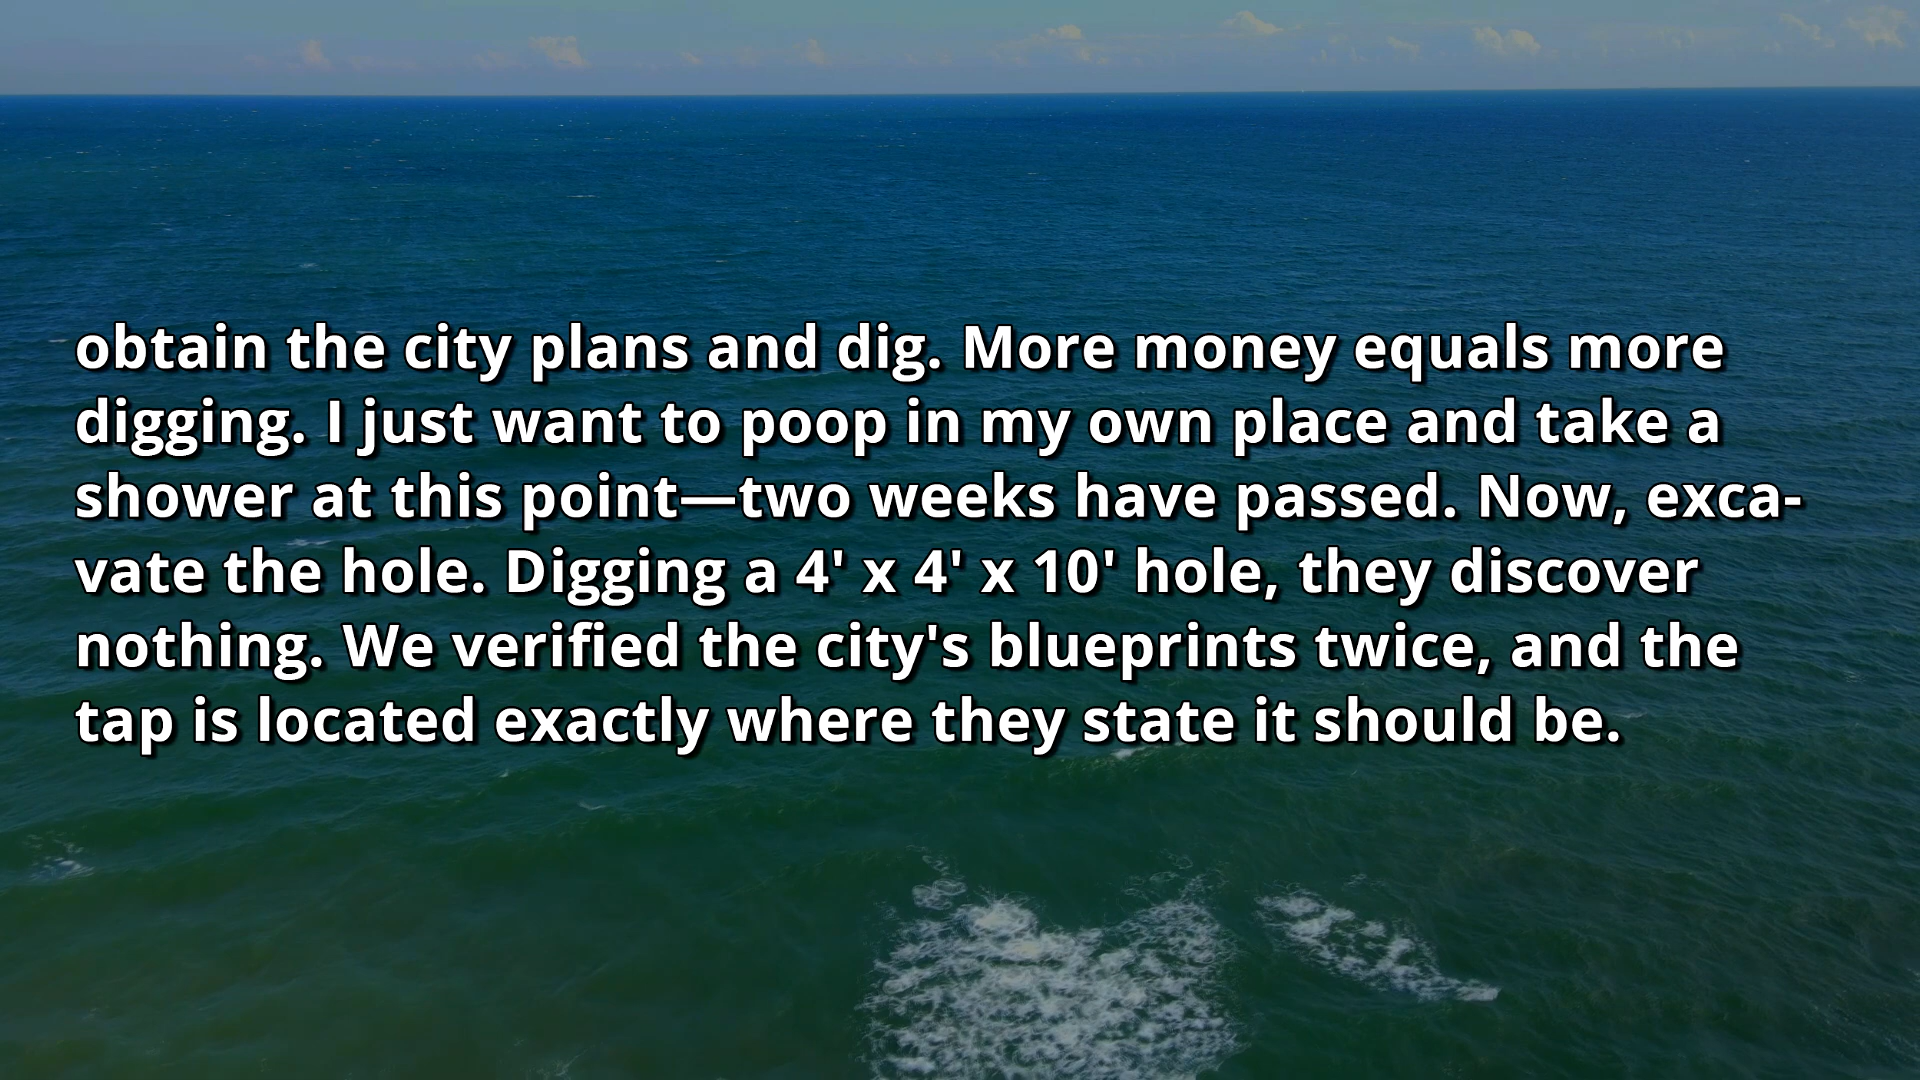 obtain the city plans and dig. More money equals more
digging. I just want to poop in my own place and take a
shower at this point—two weeks have passed. Now, exca-
vate the hole. Digging a 4' x 4' x 10' hole, they discover
nothing. We verified the city's blueprints twice, and the
tap is located exactly where they state it should be.